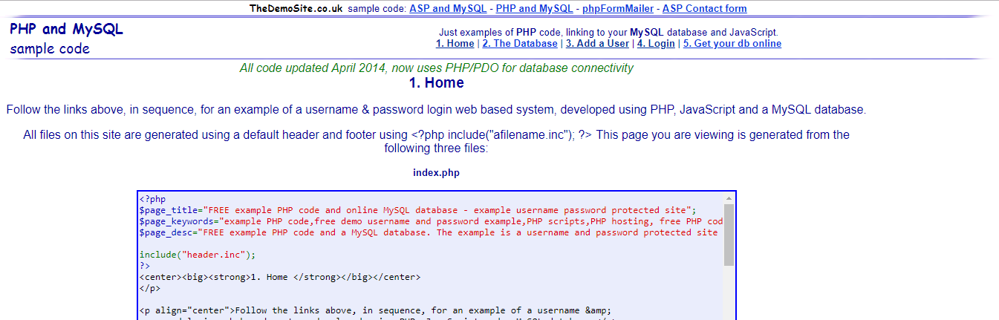 TheDemoSite.co.uk sample code: ASP and MySQL - PHP and MySQL - phpFormMailer - ASP Contact form
PHP and MySQL
sample code
Just examples of PHP code, linking to your MySQL database and JavaScript.
1. Home | 2. The Database | 3. Add a User | 4. Login | 5. Get your db online
All code updated April 2014, now uses PHP/PDO for database connectivity
1. Home
Follow the links above, in sequence, for an example of a username & password login web based system, developed using PHP, JavaScript and a MySQL database.
All files on this site are generated using a default header and footer using <?php include("afilename.inc"); ?> This page you are viewing is generated from the
following three files:
index.php
<?php
$page_title="FREE example PHP code and online MySQL database - example username password protected site";
$page_keywords="example PHP code,free demo username and password example,PHP scripts,PHP hosting, free PHP cod
$page_desc="FREE example PHP code and a MySQL database. The example is a username and password protected site
include("header.inc");
?>
<center><big><strong>1. Home </strong></big></center>
</p>
<p align="center">Follow the links above, in sequence, for an example of a username &amp;